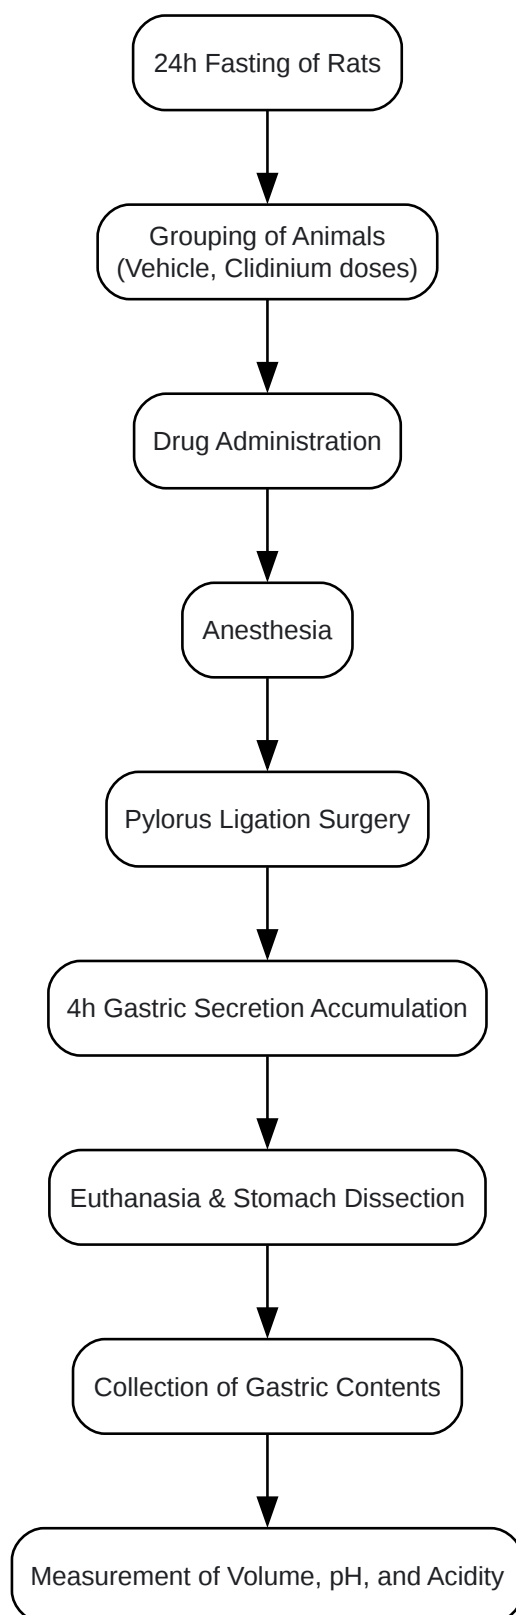 24h Fasting of Rats
Grouping of Animals
(Vehicle, Clidinium doses)
Drug Administration
Anesthesia
Pylorus Ligation Surgery
4h Gastric Secretion Accumulation
Euthanasia & Stomach Dissection
Collection of Gastric Contents
Measurement of Volume, pH, and Acidity